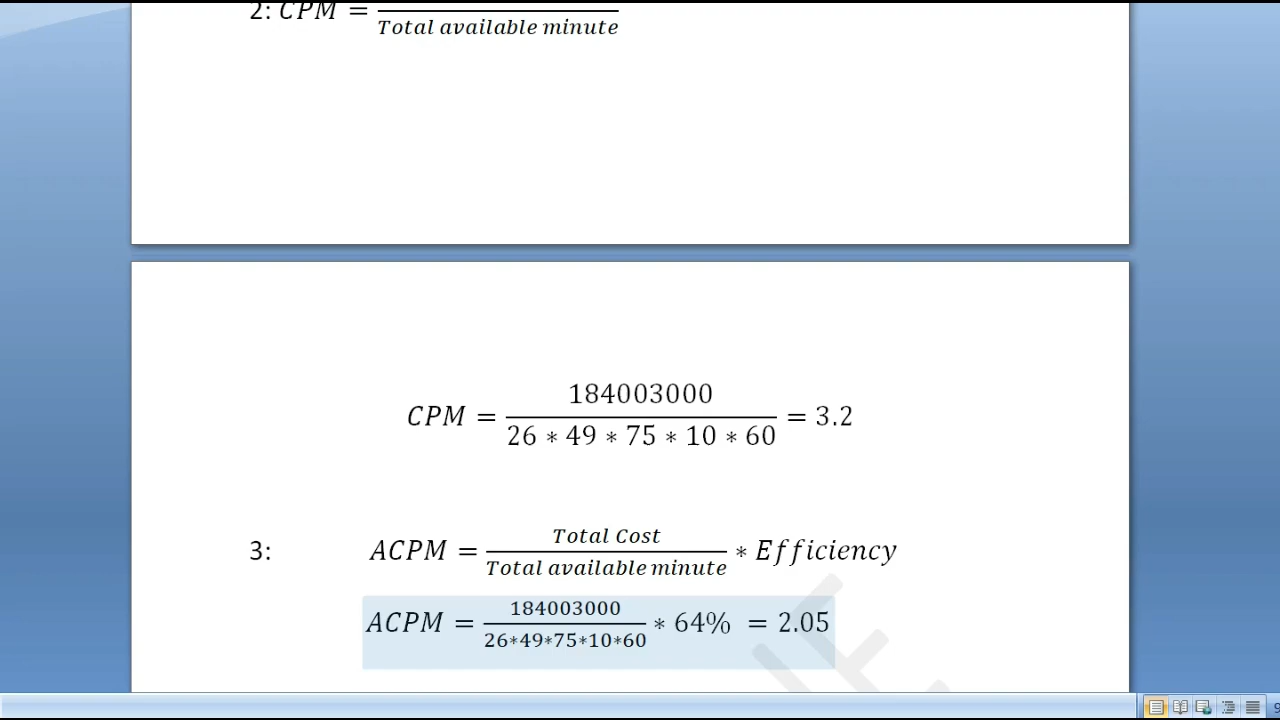 2: CPM = 
Total available minute
CPM = 184003000 / 26 * 49 * 75 * 10 * 60 = 3.2
3: ACPM = Total Cost / Total available minute * Efficiency
ACPM = 184003000 / 26*49*75*10*60 * 64% = 2.05